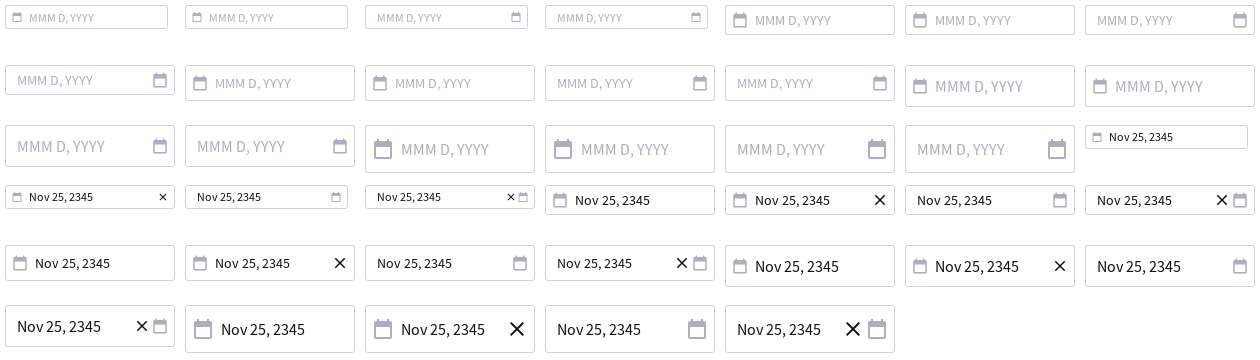 MMM D, YYYY MMM D, YYYY MMM D, YYYY MMM D, YYYY MMM D, YYYY MMM D, YYYY MMM D, YYYY
MMM D, YYYY MMM D, YYYY MMM D, YYYY MMM D, YYYY MMM D, YYYY MMM D, YYYY MMM D, YYYY
MMM D, YYYY MMM D, YYYY MMM D, YYYY MMM D, YYYY MMM D, YYYY MMM D, YYYY Nov 25, 2345
Nov 25, 2345 Nov 25, 2345 Nov 25, 2345 Nov 25, 2345 Nov 25, 2345 Nov 25, 2345 Nov 25, 2345
Nov 25, 2345 Nov 25, 2345 Nov 25, 2345 Nov 25, 2345 Nov 25, 2345 Nov 25, 2345 Nov 25, 2345
Nov 25, 2345 Nov 25, 2345 Nov 25, 2345 Nov 25, 2345 Nov 25, 2345